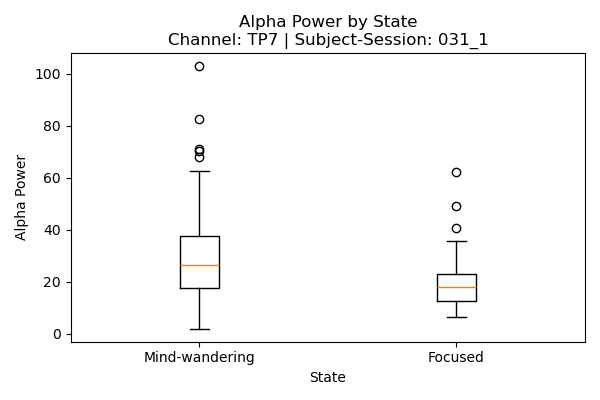 Alpha Power by State
Channel: TP7 | Subject-Session: 031_1
100
80
60
40
20
0
Alpha Power
Mind-wandering
Focused
State